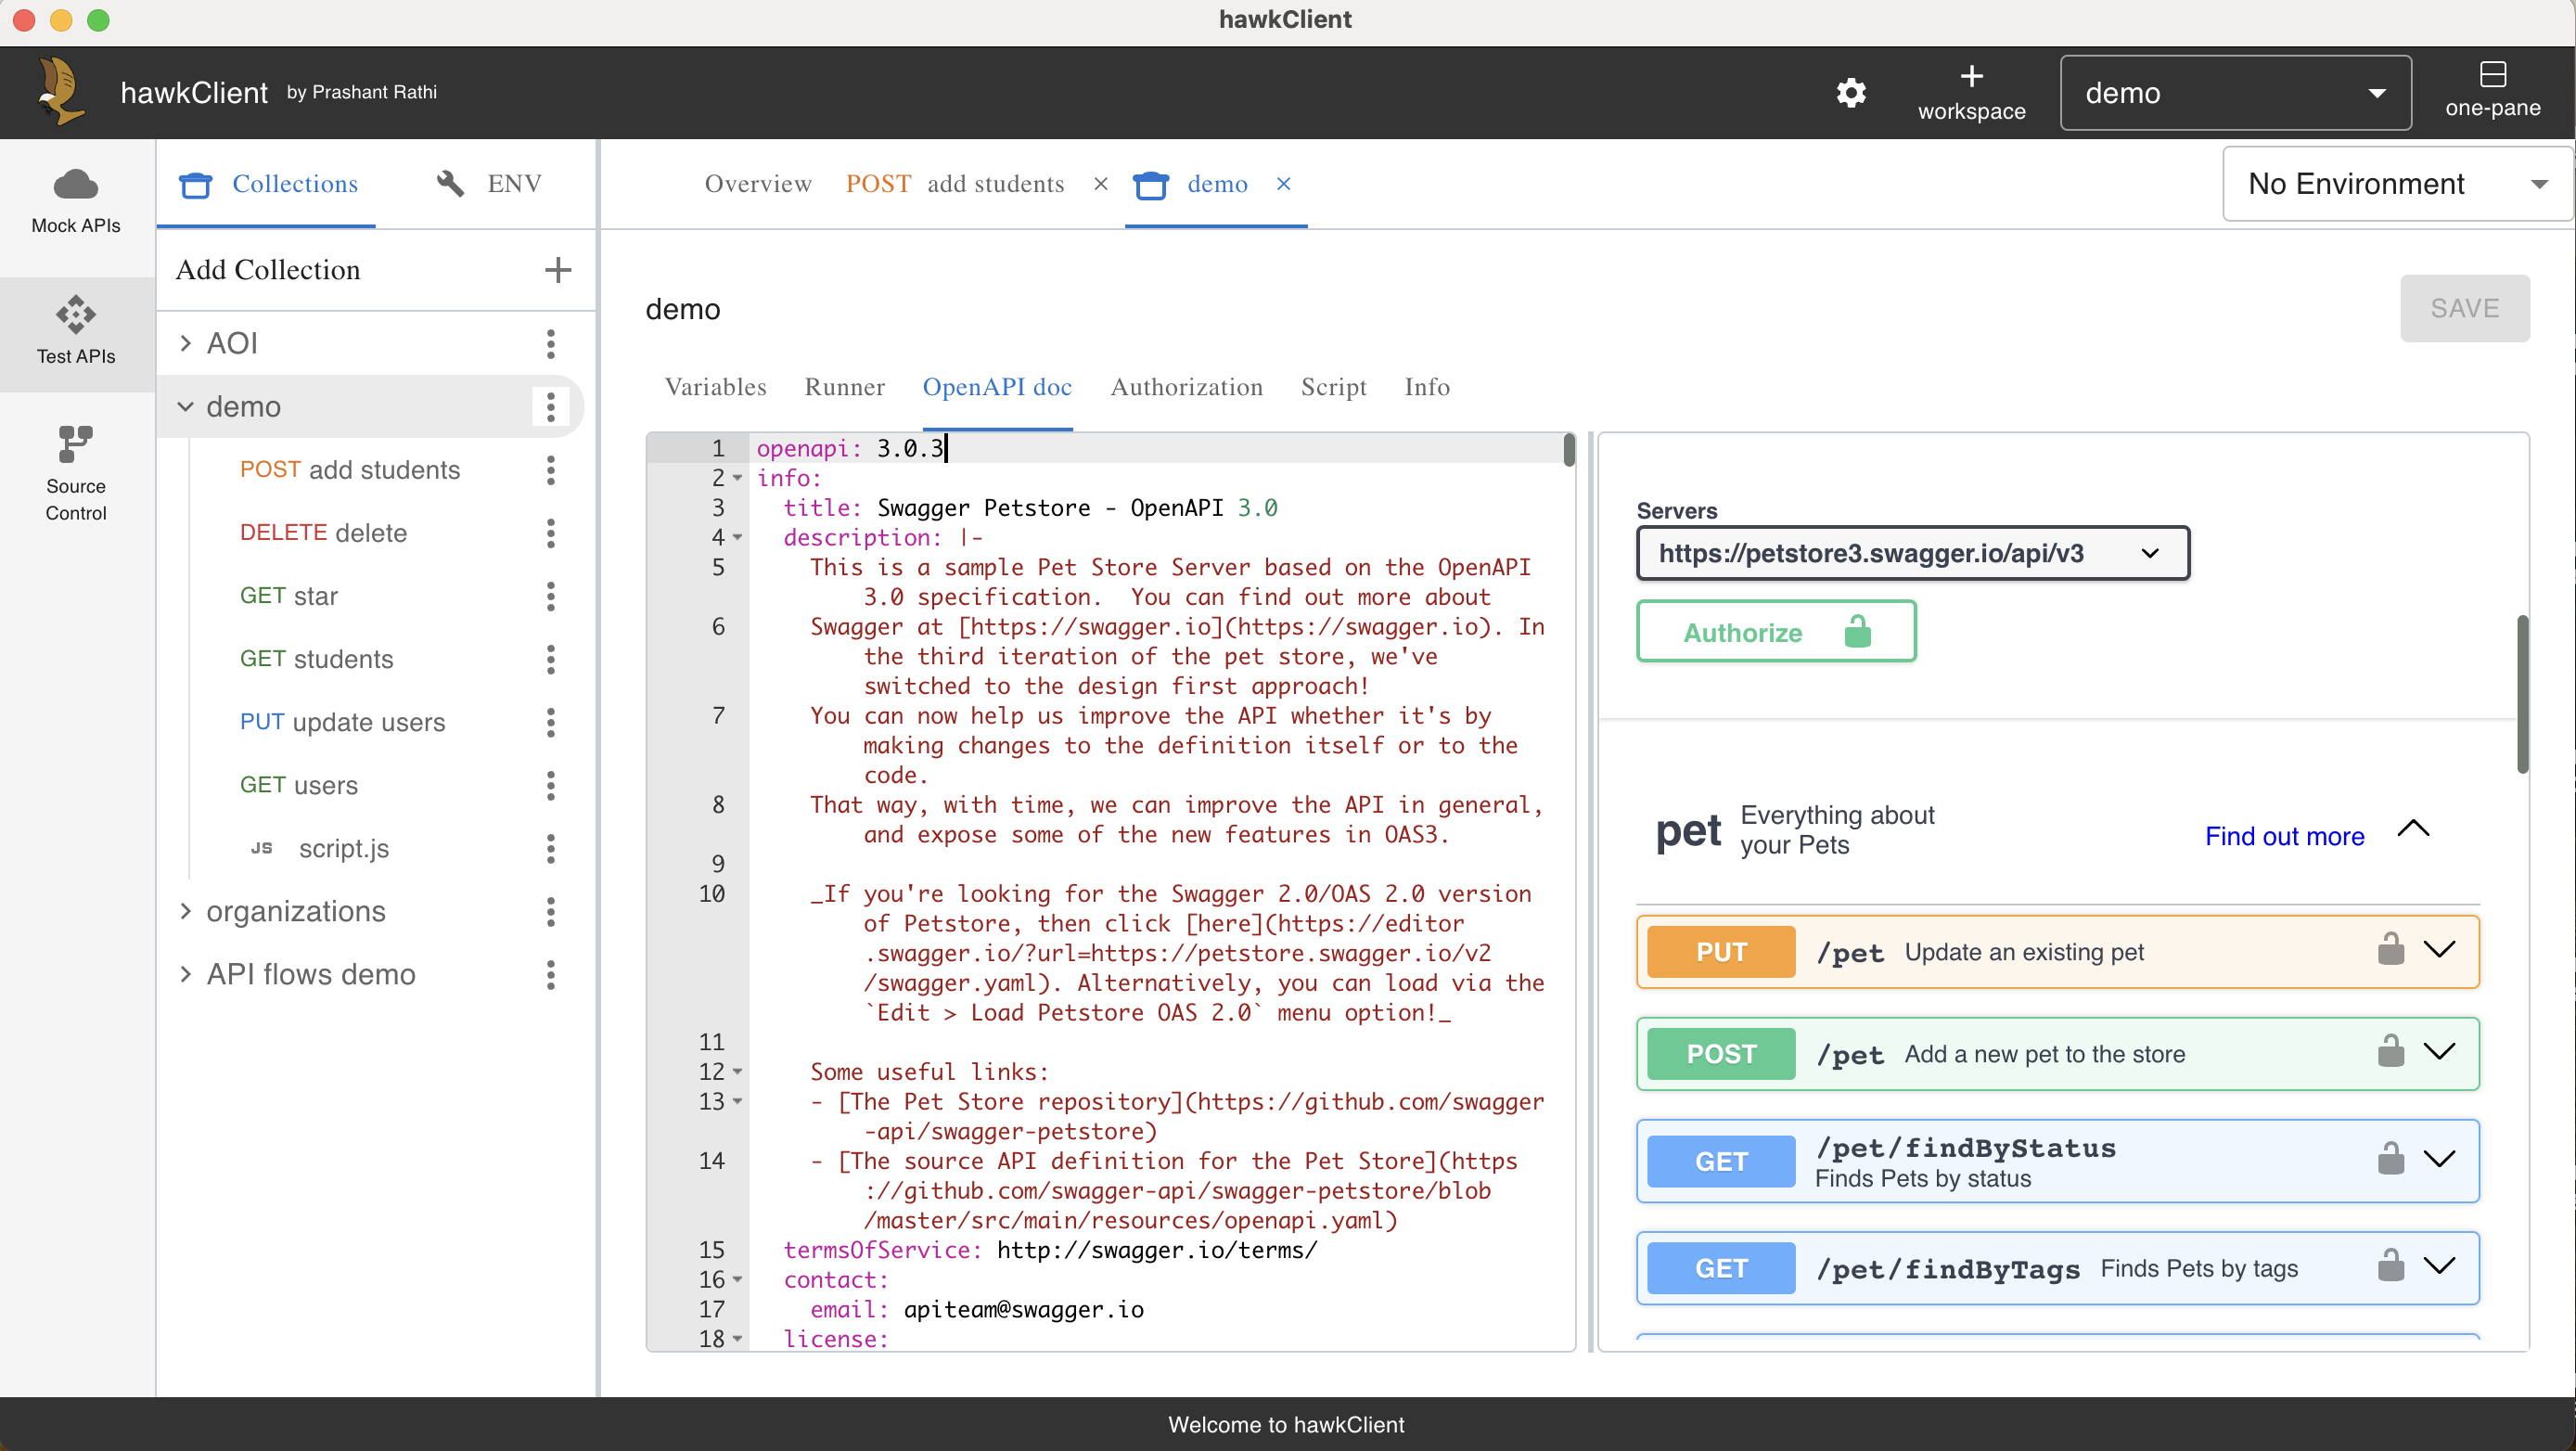 hawkClient
hawkClient by Prashant Rathi
workspace
demo
one-pane
Mock APIs
Test APIs
Source
Control
Collections
ENV
Add Collection
AOI
demo
POST add students
DELETE delete
GET star
GET students
PUT update users
GET users
JS script.js
organizations
API flows demo
Overview
POST add students ×
demo ×
No Environment
demo
SAVE
Variables
Runner
OpenAPI doc
Authorization
Script
Info
1 openapi: 3.0.3
2 info:
3 title: Swagger Petstore - OpenAPI 3.0
4 description: |-
5 This is a sample Pet Store Server based on the OpenAPI
3.0 specification.  You can find out more about
6 Swagger at [https://swagger.io](https://swagger.io). In
the third iteration of the pet store, we've
switched to the design first approach!
7 You can now help us improve the API whether it's by
making changes to the definition itself or to the
code.
8 That way, with time, we can improve the API in general,
and expose some of the new features in OAS3.
9
10 _If you're looking for the Swagger 2.0/OAS 2.0 version
of Petstore, then click [here](https://editor
.swagger.io/?url=https://petstore.swagger.io/v2
/swagger.yaml). Alternatively, you can load via the
`Edit > Load Petstore OAS 2.0` menu option!_
11
12 Some useful links:
13 - [The Pet Store repository](https://github.com/swagger
-api/swagger-petstore)
14 - [The source API definition for the Pet Store](https
://github.com/swagger-api/swagger-petstore/blob
/master/src/main/resources/openapi.yaml)
15 termsOfService: http://swagger.io/terms/
16 contact:
17 email: apiteam@swagger.io
18 license:
Servers
https://petstore3.swagger.io/api/v3
Authorize
pet Everything about
your Pets
Find out more
PUT /pet Update an existing pet
POST /pet Add a new pet to the store
GET /pet/findByStatus
Finds Pets by status
GET /pet/findByTags Finds Pets by tags
Welcome to hawkClient